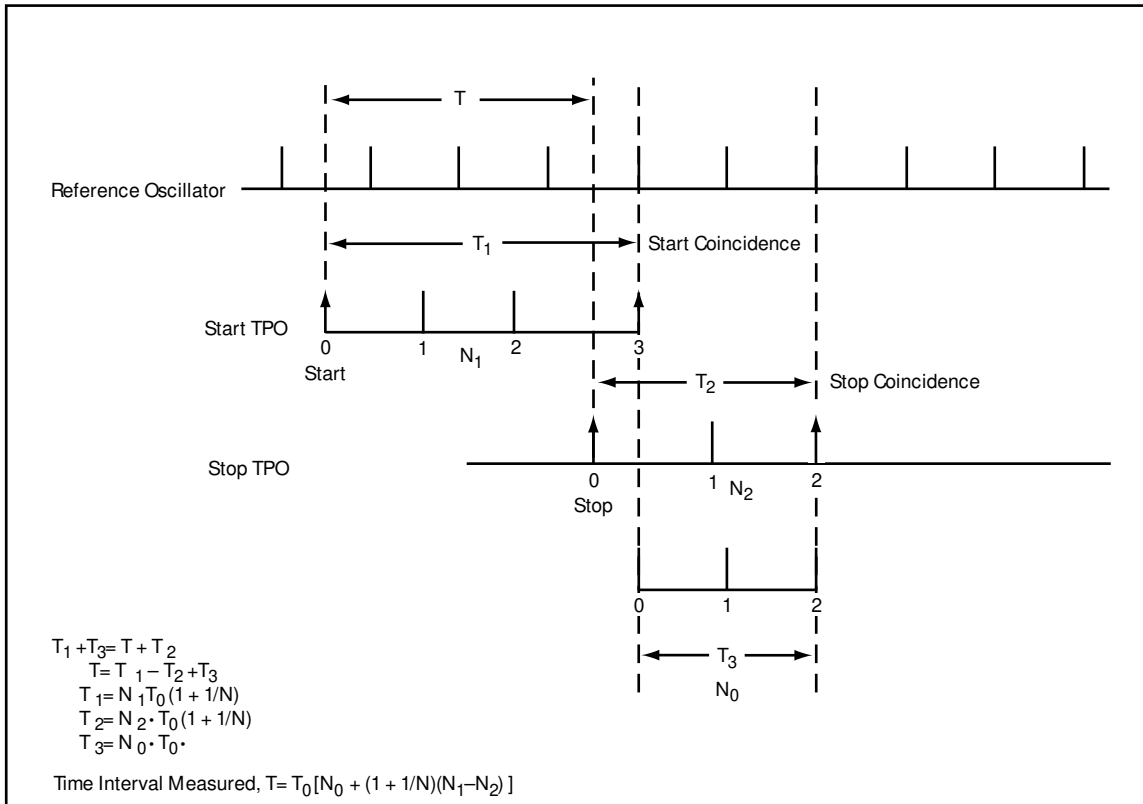 T
Reference Oscillator
T1
Start Coincidence
Start TPO
0 1 2 3
N1
Start
T2
Stop Coincidence
Stop TPO
0 1 2
N2
Stop
0 1 2
T3
N0
T1 +T3= T + T2
T= T1 – T2 +T3
T1= N1T0 (1 + 1/N)
T2= N2• T0 (1 + 1/N)
T3= N0• T0•
Time Interval Measured, T= T0 [N0 + (1 + 1/N)(N1–N2) ]